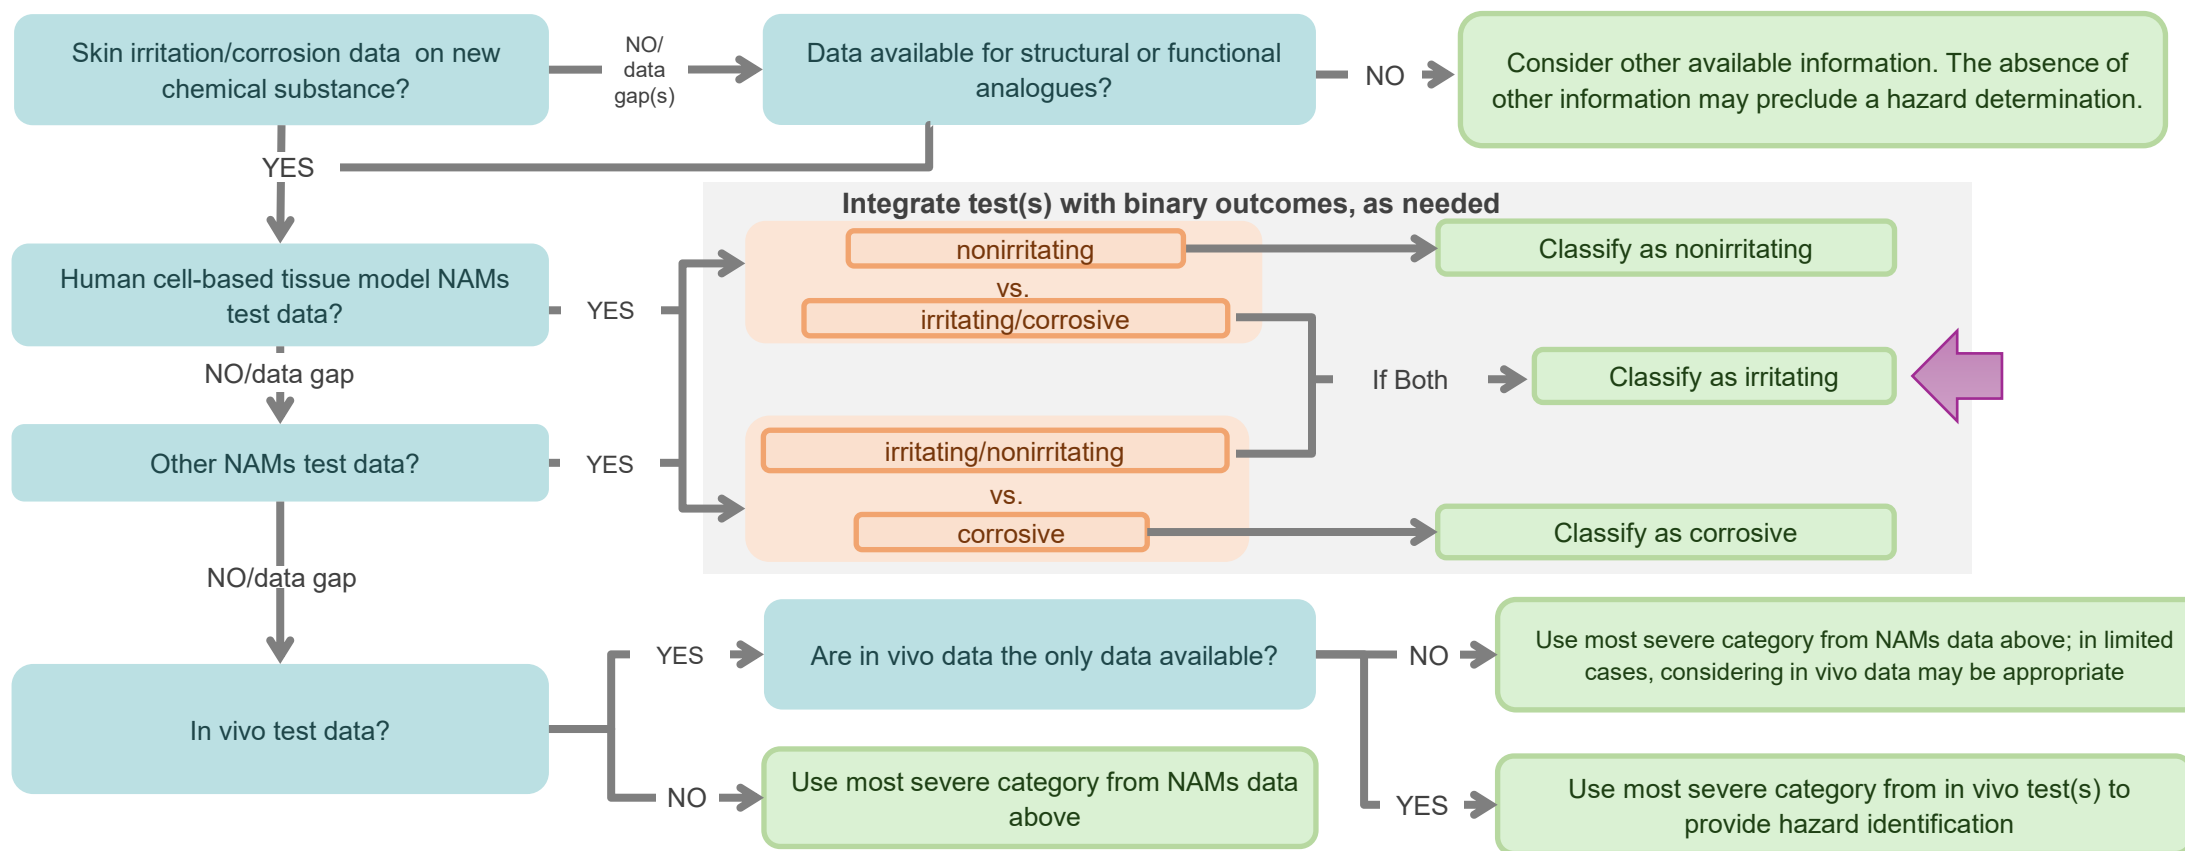 Skin irritation/corrosion data  on new
chemical substance?
NO/
data
gap(s)
Data available for structural or functional
analogues?
NO
Consider other available information. The absence of
other information may preclude a hazard determination.
YES
Integrate test(s) with binary outcomes, as needed
Human cell-based tissue model NAMs
test data?
YES
nonirritating
vs.
irritating/corrosive
Classify as nonirritating
NO/data gap
If Both
Classify as irritating
Other NAMs test data?
YES
irritating/nonirritating
vs.
corrosive
Classify as corrosive
NO/data gap
In vivo test data?
YES
Are in vivo data the only data available?
NO
Use most severe category from NAMs data above; in limited
cases, considering in vivo data may be appropriate
NO
Use most severe category from NAMs data
above
YES
Use most severe category from in vivo test(s) to
provide hazard identification